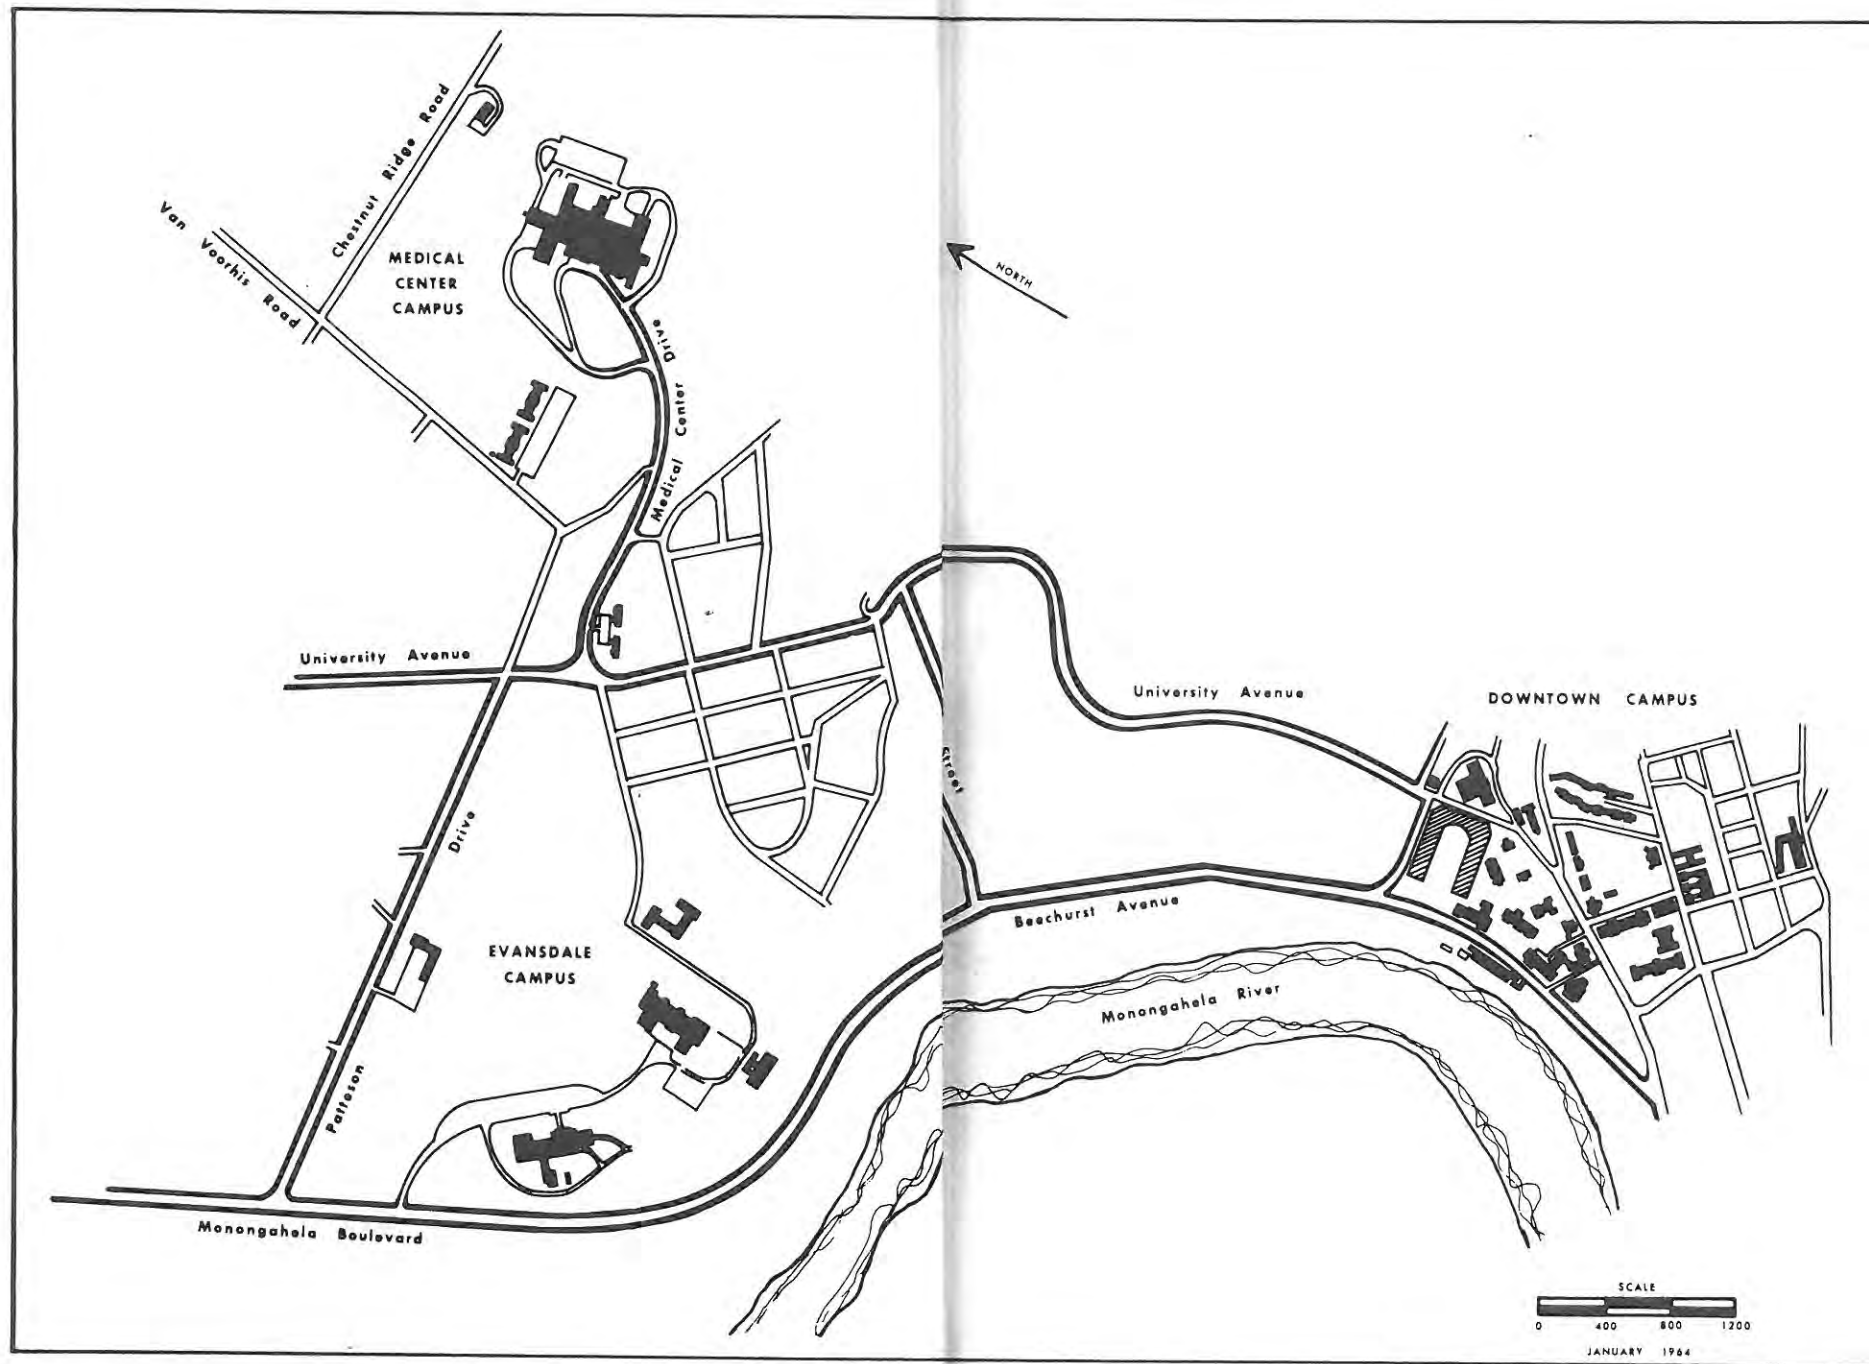 Chestnut Ridge Road
Van Voorhis Road
MEDICAL
CENTER
CAMPUS
NORTH
Medical Center Drive
University Avenue
University Avenue
DOWNTOWN CAMPUS
Street
Drive
Beechurst Avenue
EVANSDALE
CAMPUS
Monongahela River
Patteson
Monongahela Boulevard
SCALE
0 400 800 1200
JANUARY 1964